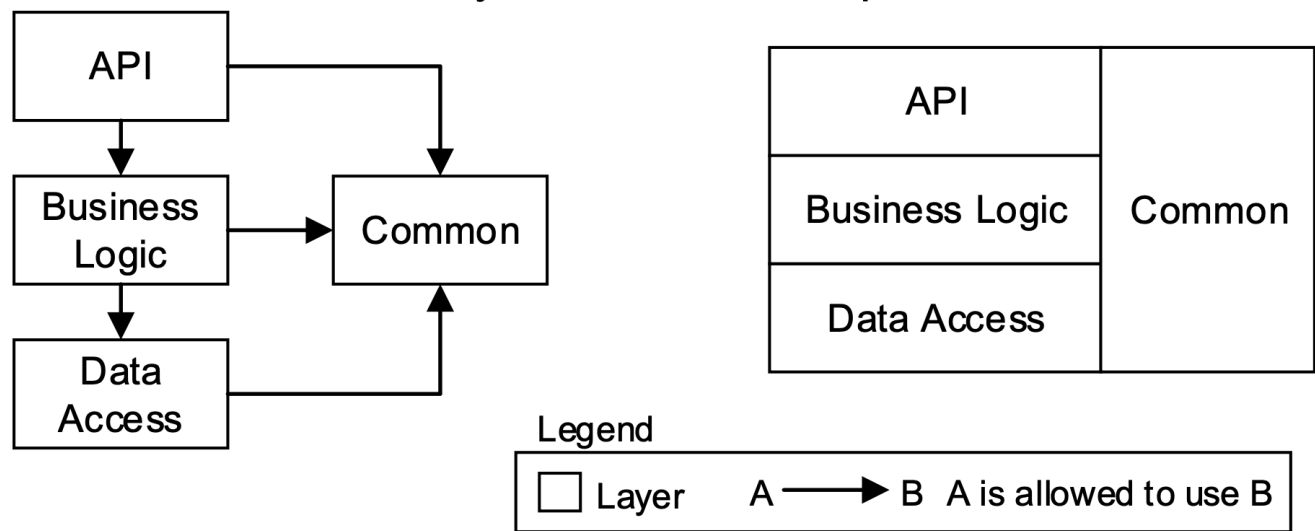 API
Business
Logic
Data
Access
Common
API
Business Logic
Data Access
Common
Legend
Layer A B A is allowed to use B